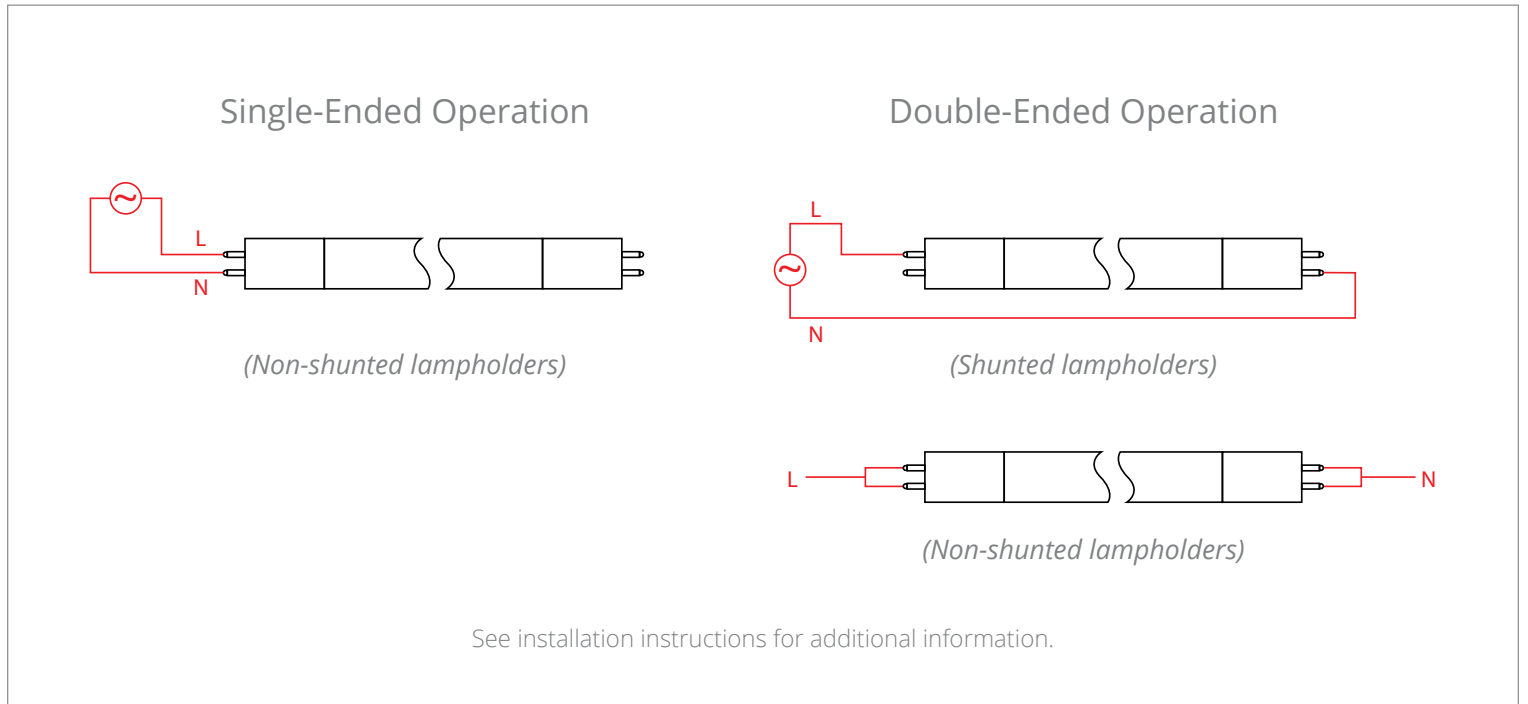 Single-Ended Operation
L
N
(Non-shunted lampholders)
Double-Ended Operation
L
N
(Shunted lampholders)
L
N
(Non-shunted lampholders)
See installation instructions for additional information.